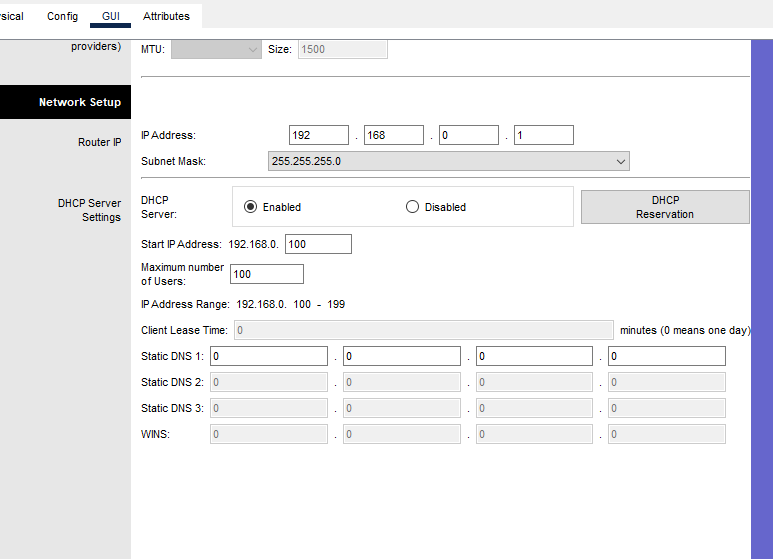 Config GUI Attributes
providers) MTU: Size: 1500
Network Setup
Router IP
IP Address: 192 . 168 . 0 . 1
Subnet Mask: 255.255.255.0
DHCP Server
Settings
DHCP
Server:
Enabled Disabled
DHCP
Reservation
Start IP Address: 192.168.0. 100
Maximum number
of Users:
100
IP Address Range: 192.168.0. 100 - 199
Client Lease Time: 0 minutes (0 means one day)
Static DNS 1: 0 . 0 . 0 . 0
Static DNS 2: 0 . 0 . 0 . 0
Static DNS 3: 0 . 0 . 0 . 0
WINS: 0 . 0 . 0 . 0